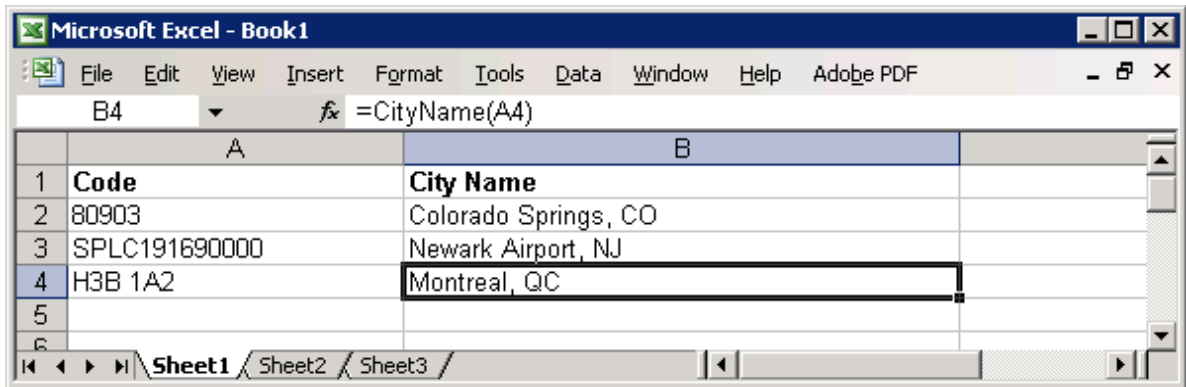 Microsoft Excel - Book1
File Edit View Insert Format Tools Data Window Help Adobe PDF
B4 fx =CityName(A4)
A B
1 Code City Name
2 80903 Colorado Springs, CO
3 SPLC191690000 Newark Airport, NJ
4 H3B 1A2 Montreal, QC
5
6
Sheet1 Sheet2 Sheet3